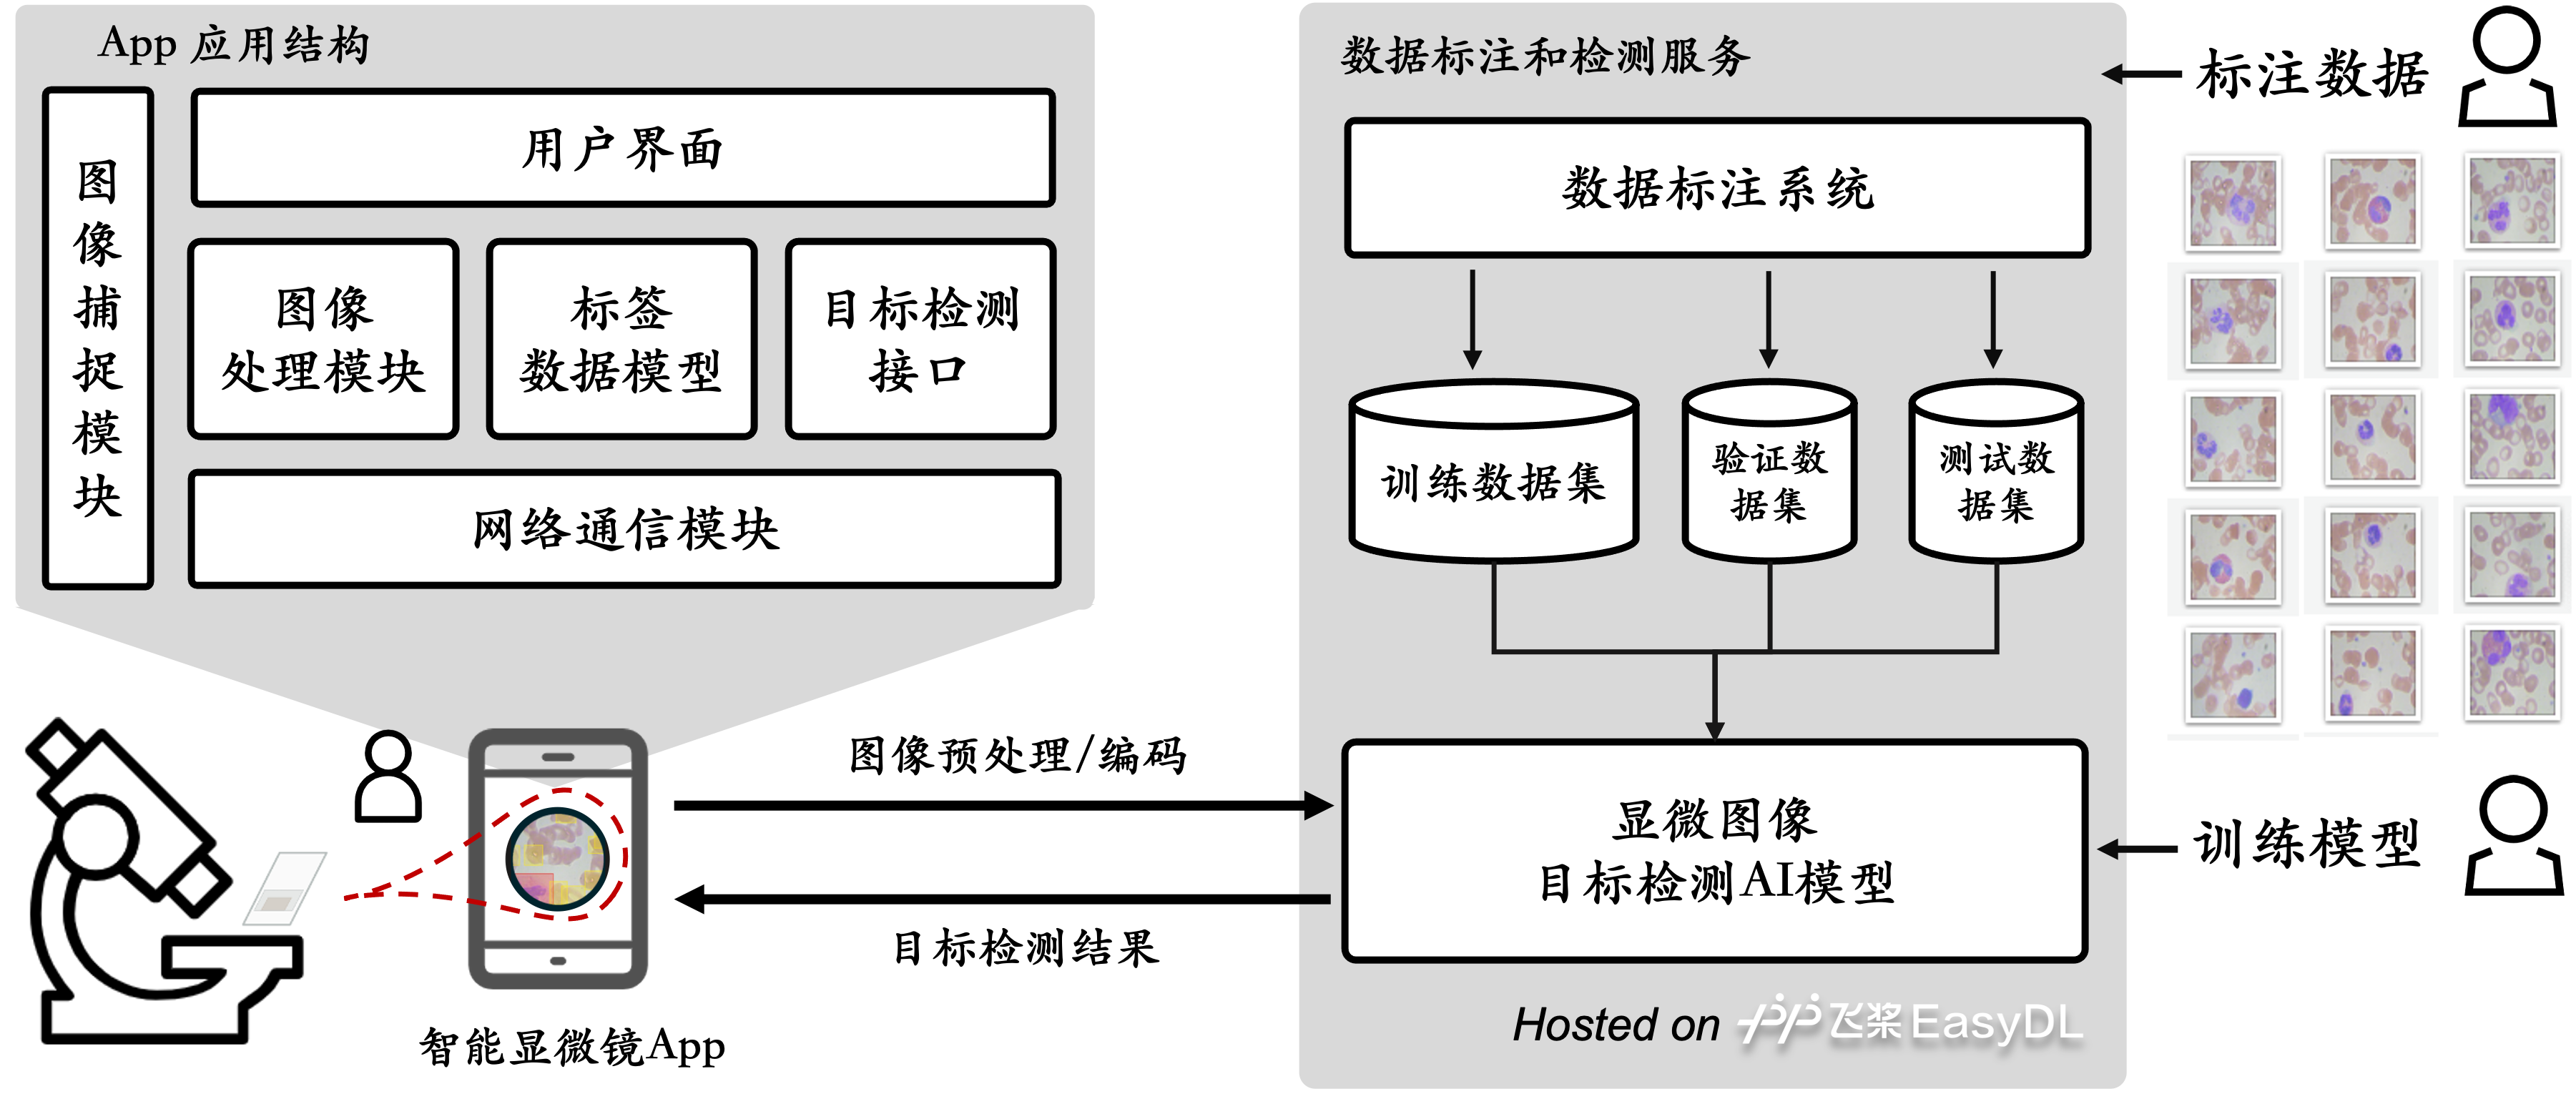 App 应用结构
图像捕捉模块
用户界面
图像
处理模块
标签
数据模型
目标检测
接口
网络通信模块
智能显微镜App
图像预处理/编码
目标检测结果
数据标注和检测服务
数据标注系统
训练数据集
验证数
据集
测试数
据集
显微图像
目标检测AI模型
Hosted on 飞桨 EasyDL
标注数据
训练模型